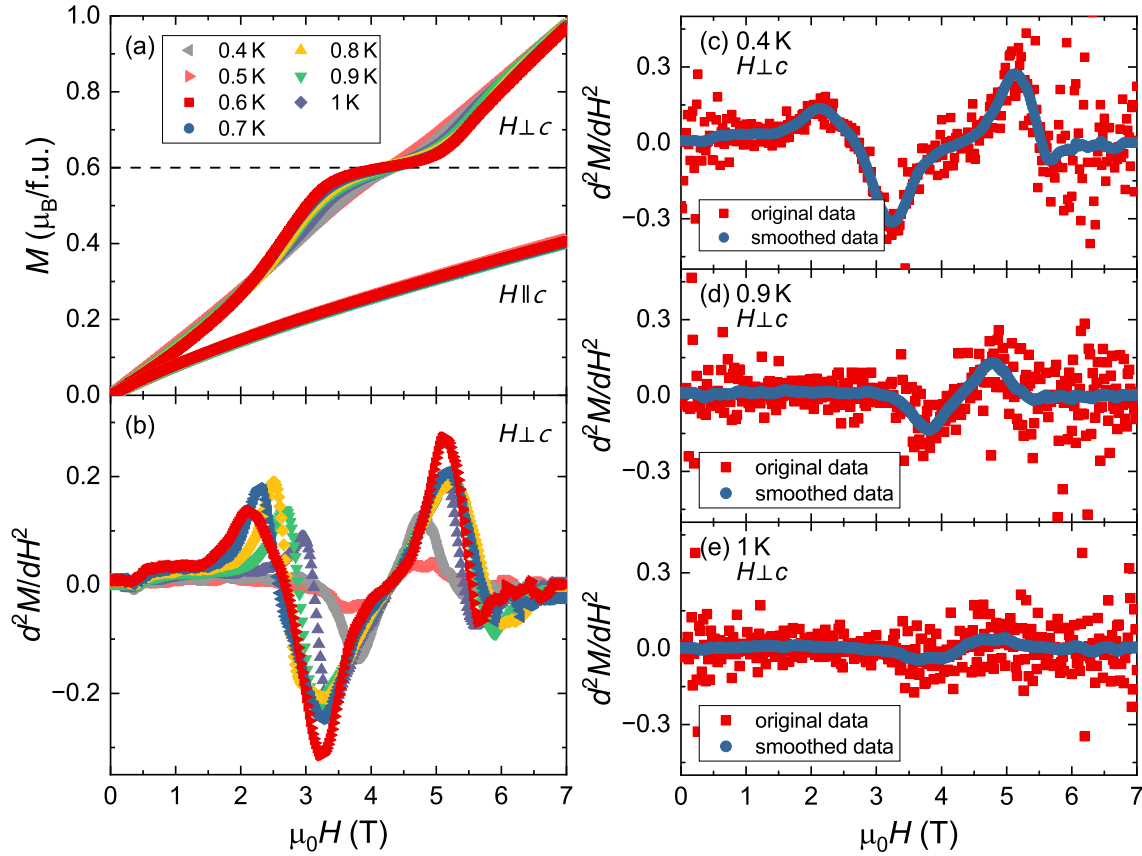 (a)
0.4 K
0.5 K
0.6 K
0.7 K
0.8 K
0.9 K
1 K
H⊥c
H∥c
M (μB/f.u.)
1.0
0.8
0.6
0.4
0.2
0.0
(b)
H⊥c
d²M/dH²
0.2
0.0
−0.2
0 1 2 3 4 5 6 7
μ₀H (T)
(c) 0.4 K
H⊥c
d²M/dH²
0.3
0.0
−0.3
original data
smoothed data
(d) 0.9 K
H⊥c
d²M/dH²
0.3
0.0
−0.3
original data
smoothed data
(e) 1 K
H⊥c
d²M/dH²
0.3
0.0
−0.3
original data
smoothed data
0 1 2 3 4 5 6 7
μ₀H (T)